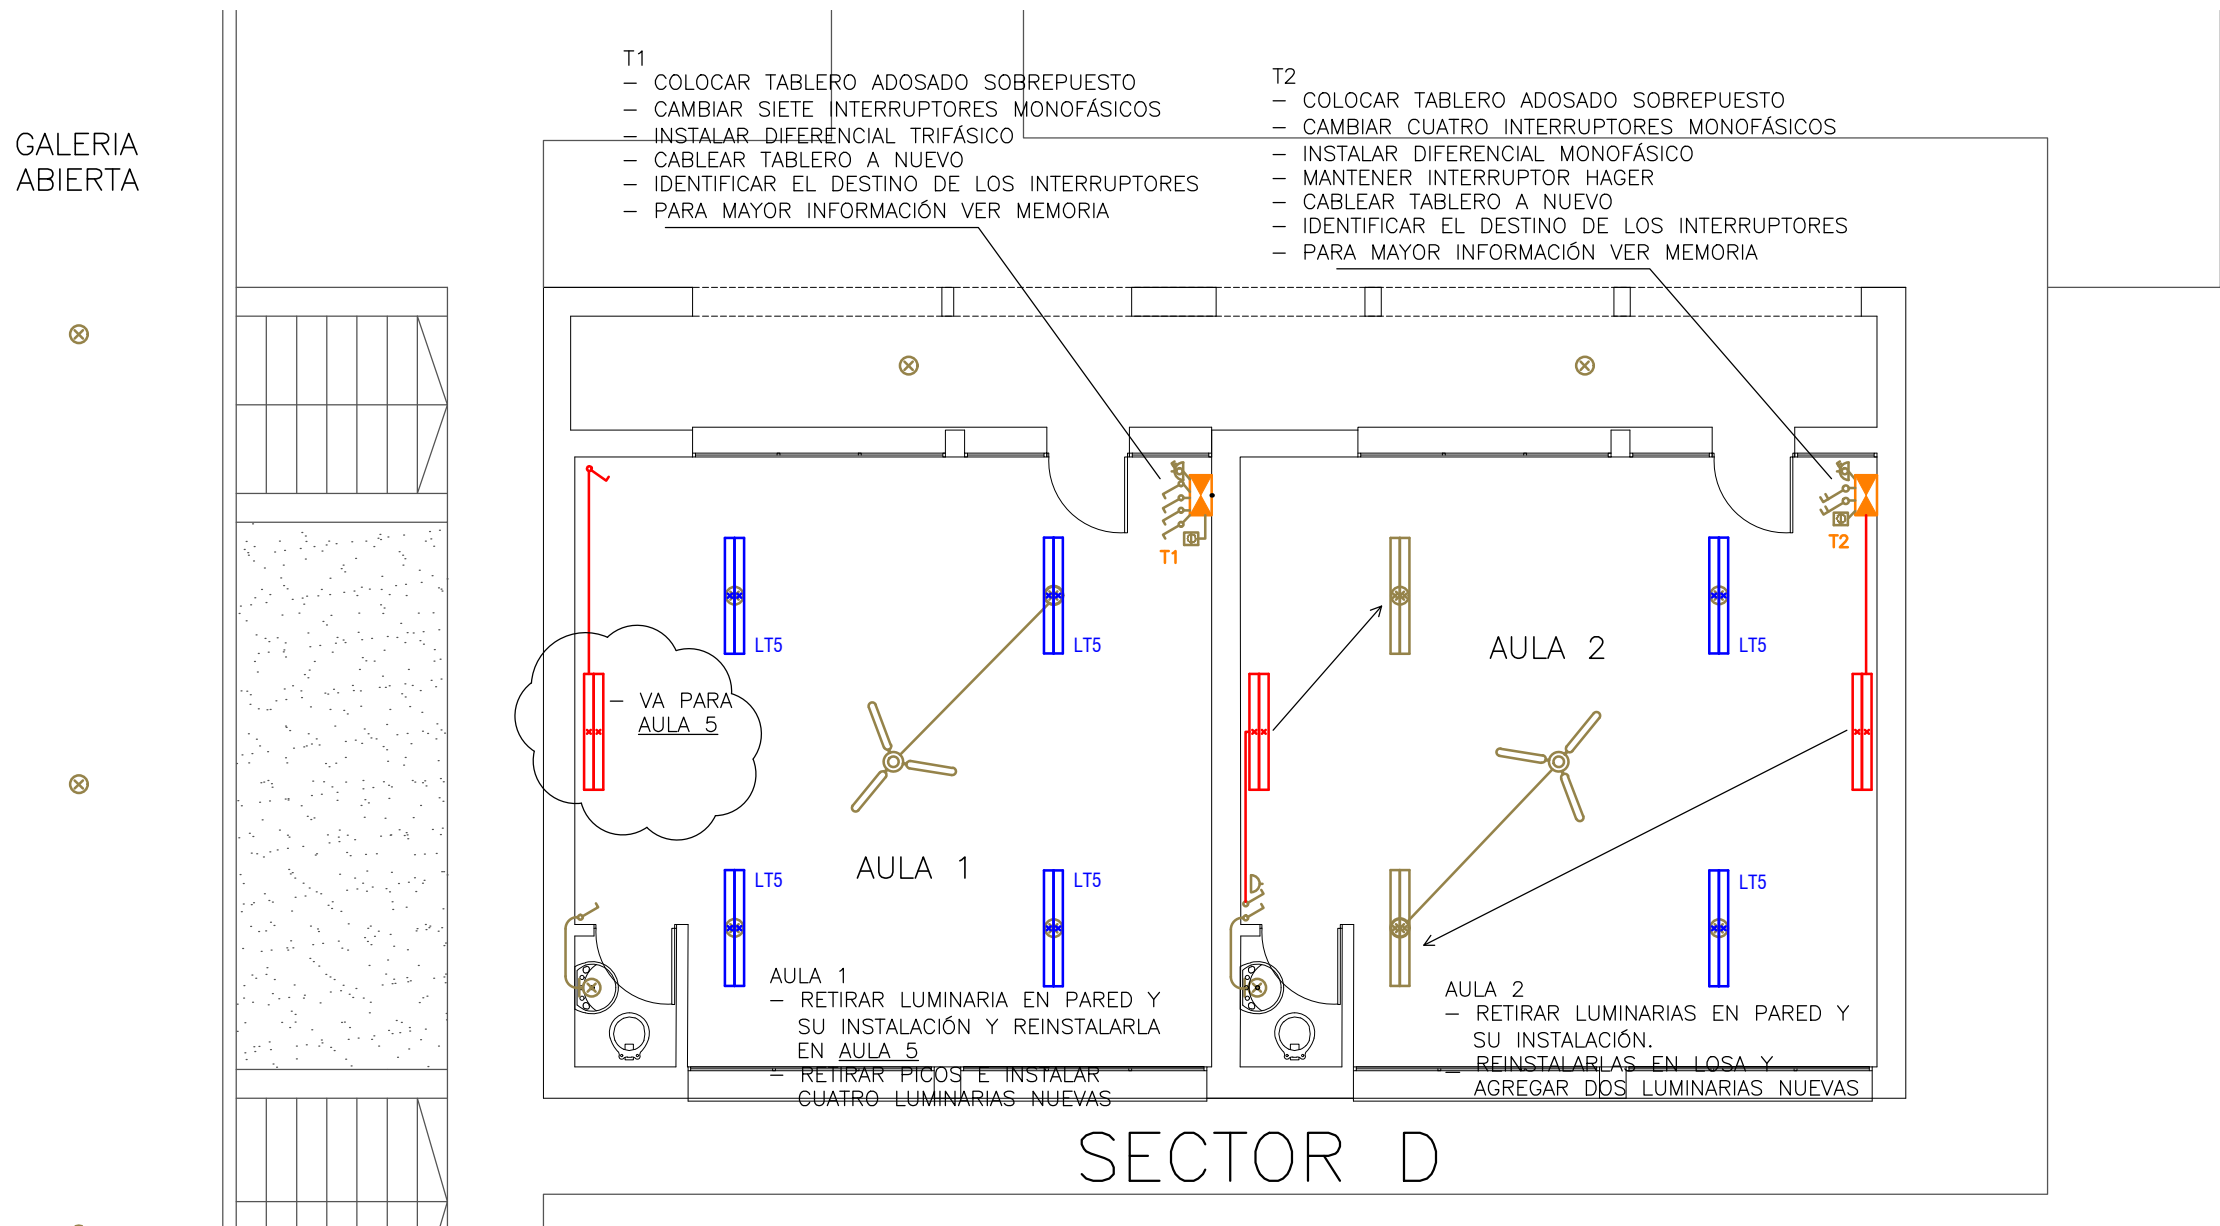 T1
– COLOCAR TABLERO ADOSADO SOBREPUESTO
– CAMBIAR SIETE INTERRUPTORES MONOFÁSICOS
– INSTALAR DIFERENCIAL TRIFÁSICO
– CABLEAR TABLERO A NUEVO
– IDENTIFICAR EL DESTINO DE LOS INTERRUPTORES
– PARA MAYOR INFORMACIÓN VER MEMORIA
T2
– COLOCAR TABLERO ADOSADO SOBREPUESTO
– CAMBIAR CUATRO INTERRUPTORES MONOFÁSICOS
– INSTALAR DIFERENCIAL MONOFÁSICO
– MANTENER INTERRUPTOR HAGER
– CABLEAR TABLERO A NUEVO
– IDENTIFICAR EL DESTINO DE LOS INTERRUPTORES
– PARA MAYOR INFORMACIÓN VER MEMORIA
GALERIA
ABIERTA
T1
T2
LT5
LT5
LT5
AULA 2
– VA PARA
AULA 5
AULA 1
LT5
LT5
LT5
AULA 1
– RETIRAR LUMINARIA EN PARED Y
SU INSTALACIÓN Y REINSTALARLA
EN AULA 5
– RETIRAR PICOS E INSTALAR
CUATRO LUMINARIAS NUEVAS
AULA 2
– RETIRAR LUMINARIAS EN PARED Y
SU INSTALACIÓN.
– REINSTALARLAS EN LOSA Y
AGREGAR DOS LUMINARIAS NUEVAS
SECTOR D